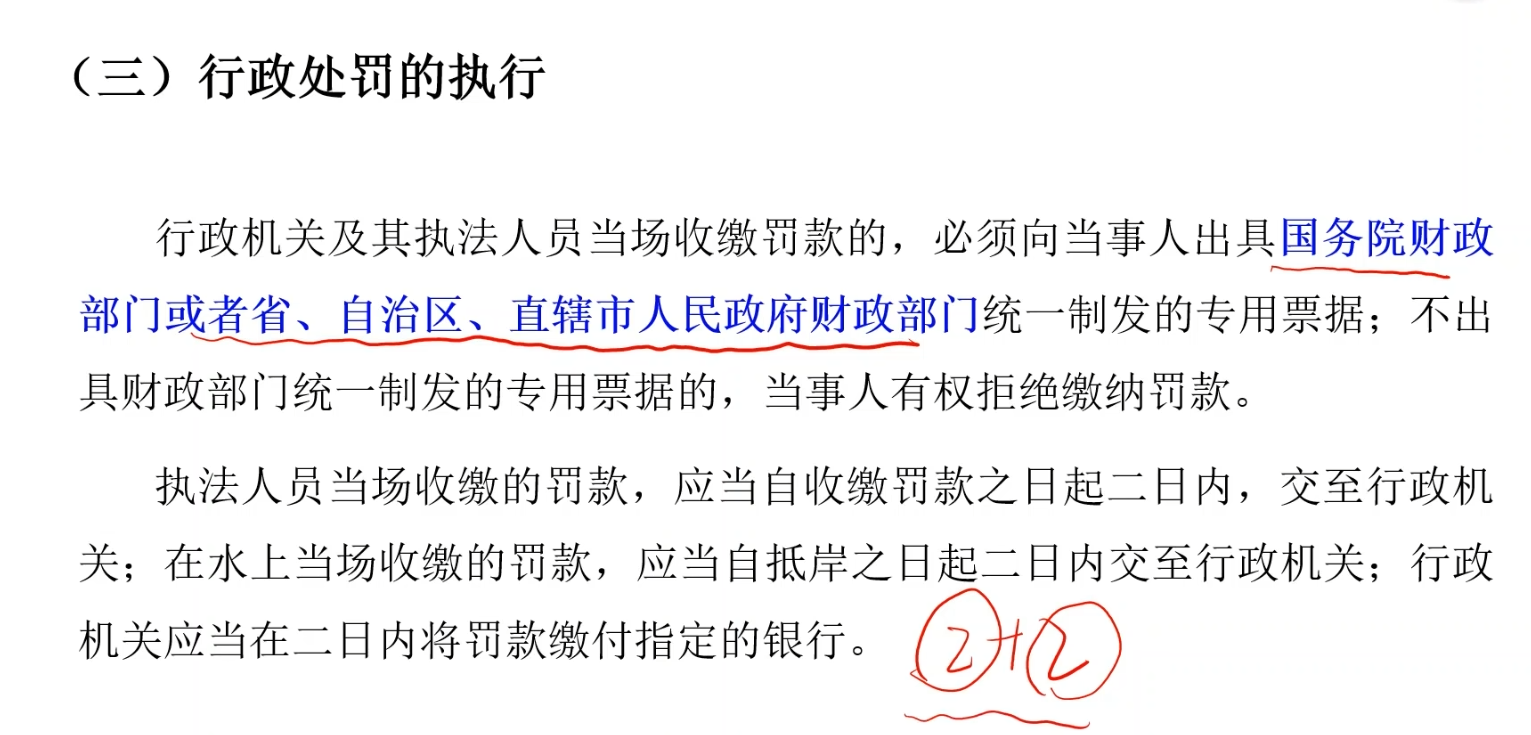 （三）行政处罚的执行
行政机关及其执法人员当场收缴罚款的，必须向当事人出具国务院财政
部门或者省、自治区、直辖市人民政府财政部门统一制发的专用票据；不出
具财政部门统一制发的专用票据的，当事人有权拒绝缴纳罚款。
执法人员当场收缴的罚款，应当自收缴罚款之日起二日内，交至行政机
关；在水上当场收缴的罚款，应当自抵岸之日起二日内交至行政机关；行政
机关应当在二日内将罚款缴付指定的银行。
2+2